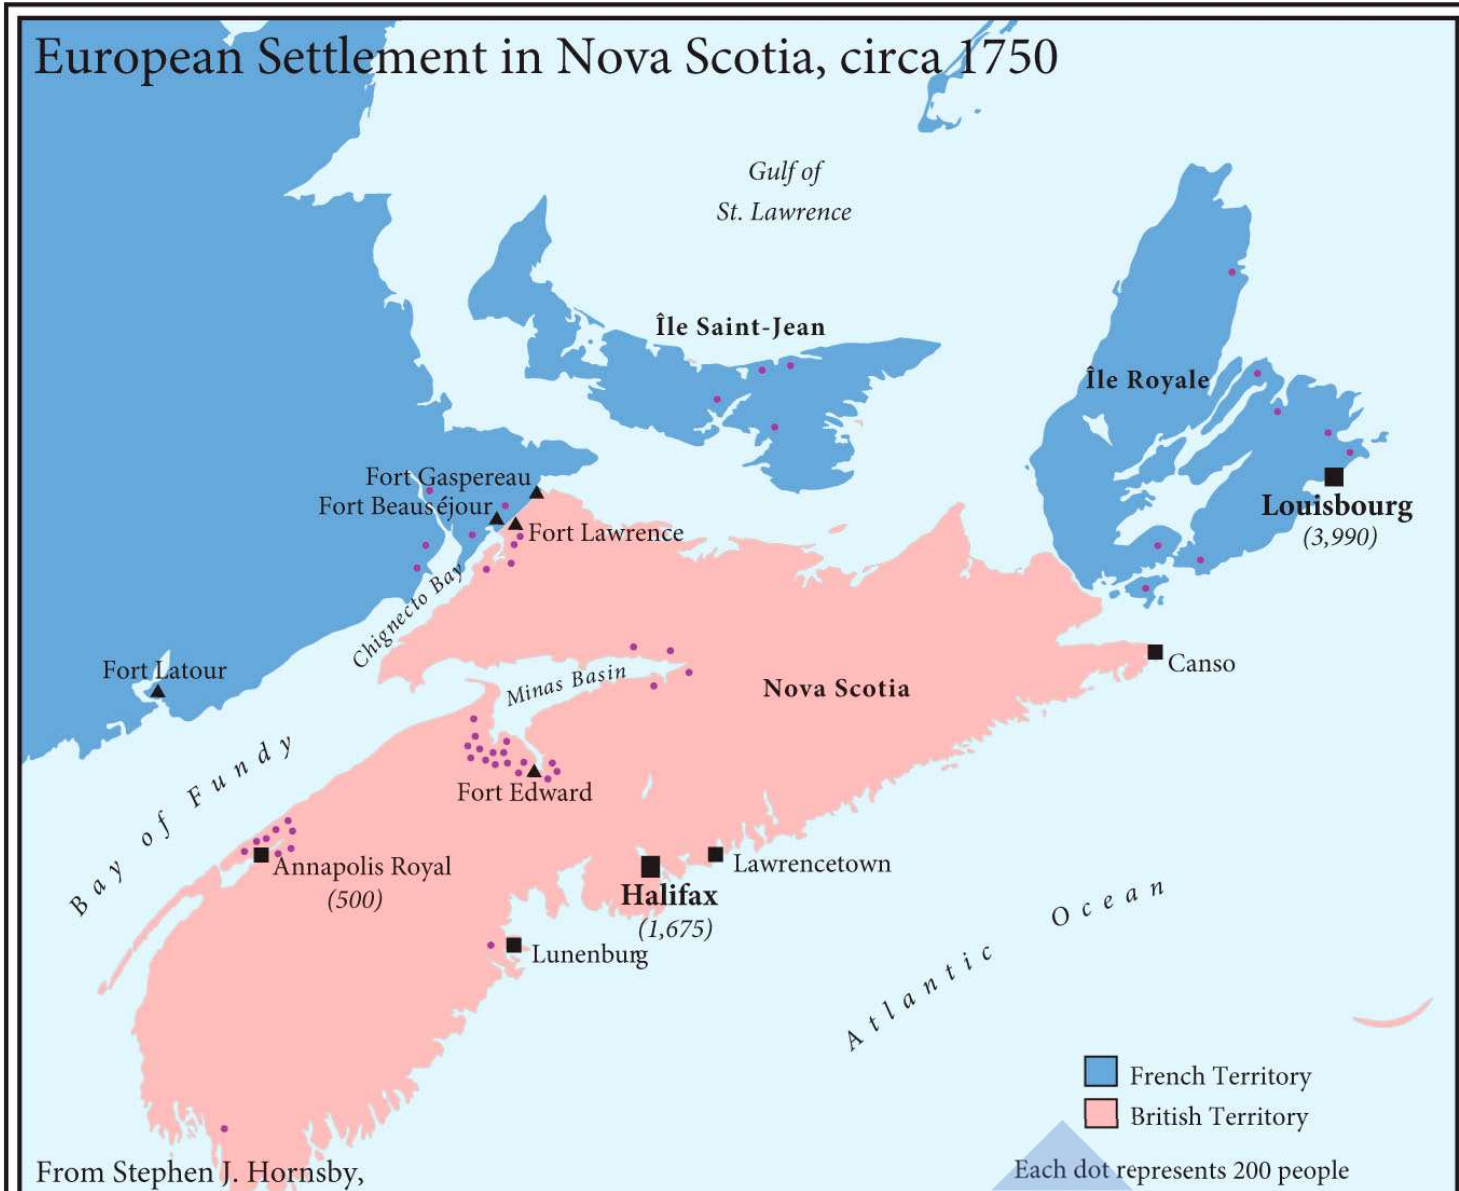 European Settlement in Nova Scotia, circa 1750
Gulf of
St. Lawrence
Île Saint-Jean
Île Royale
Fort Gaspereau
Fort Beauséjour
Fort Lawrence
Louisbourg
(3,990)
Chignecto Bay
Fort Latour
Minas Basin
Nova Scotia
Canso
Bay of Fundy
Fort Edward
Annapolis Royal
(500)
Lawrencetown
Halifax
(1,675)
Lunenburg
Atlantic Ocean
French Territory
British Territory
Each dot represents 200 people
From Stephen J. Hornsby,